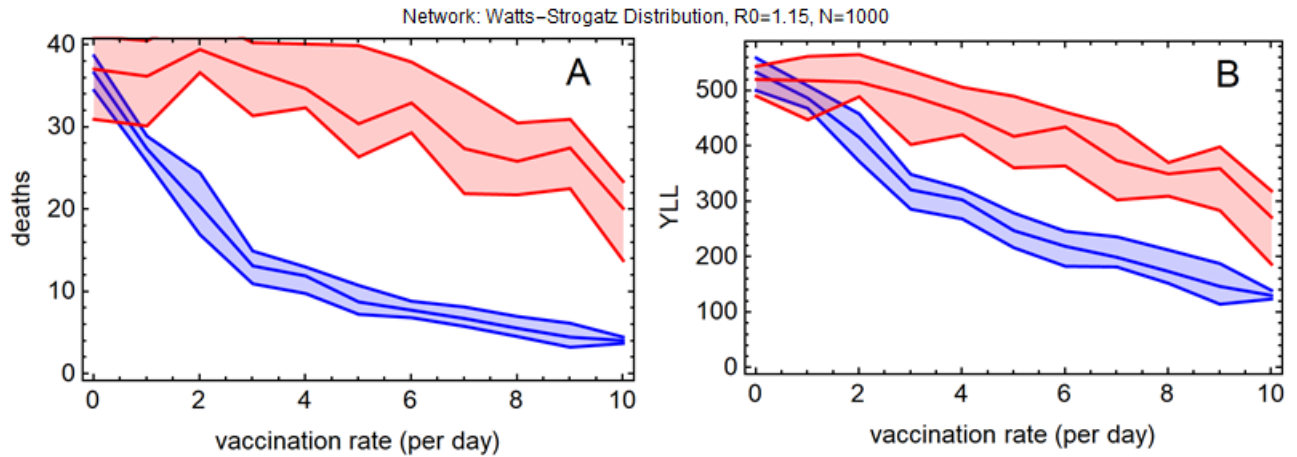 Network: Watts−Strogatz Distribution, R0=1.15, N=1000
A
deaths
40
30
20
10
0
0 2 4 6 8 10
vaccination rate (per day)
B
YLL
500
400
300
200
100
0
0 2 4 6 8 10
vaccination rate (per day)